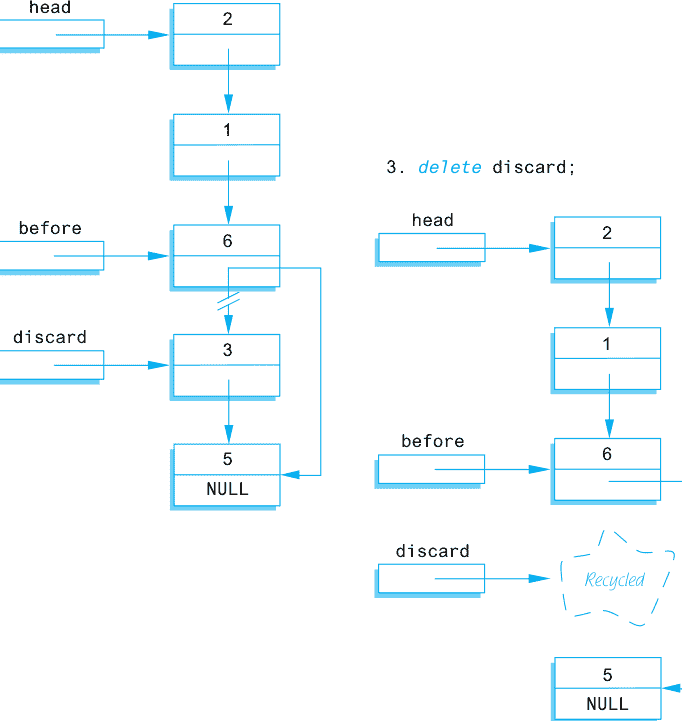 head
2
1
before
6
discard
3
5
NULL
3. delete discard;
head
2
1
before
6
discard
Recycled
5
NULL